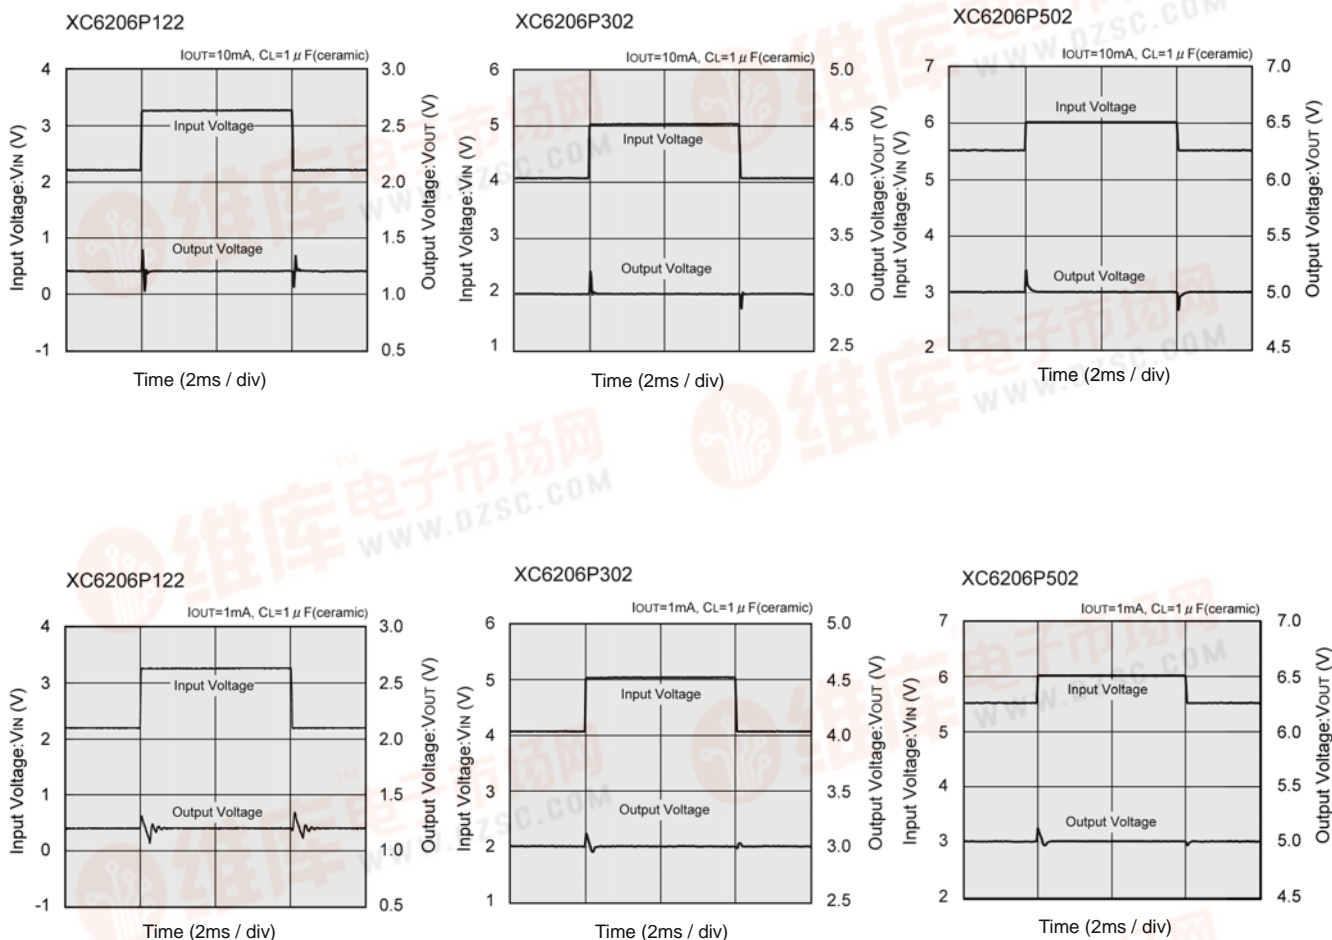 XC6206P122
IOUT=10mA, CL=1 μ F(ceramic)
4
3
2
1
0
-1
Input Voltage:VIN (V)
Input Voltage
Output Voltage
3.0
2.5
2.0
1.5
1.0
0.5
Output Voltage:VOUT (V)
Time (2ms / div)
XC6206P302
IOUT=10mA, CL=1 μ F(ceramic)
6
5
4
3
2
1
Input Voltage:VIN (V)
Input Voltage
Output Voltage
5.0
4.5
4.0
3.5
3.0
2.5
Output Voltage:VOUT (V)
Time (2ms / div)
XC6206P502
IOUT=10mA, CL=1 μ F(ceramic)
7
6
5
4
3
2
Input Voltage:VIN (V)
Input Voltage
Output Voltage
7.0
6.5
6.0
5.5
5.0
4.5
Output Voltage:VOUT (V)
Time (2ms / div)
XC6206P122
IOUT=1mA, CL=1 μ F(ceramic)
4
3
2
1
0
-1
Input Voltage:VIN (V)
Input Voltage
Output Voltage
3.0
2.5
2.0
1.5
1.0
0.5
Output Voltage:VOUT (V)
Time (2ms / div)
XC6206P302
IOUT=1mA, CL=1 μ F(ceramic)
6
5
4
3
2
1
Input Voltage:VIN (V)
Input Voltage
Output Voltage
5.0
4.5
4.0
3.5
3.0
2.5
Output Voltage:VOUT (V)
Time (2ms / div)
XC6206P502
IOUT=1mA, CL=1 μ F(ceramic)
7
6
5
4
3
2
Input Voltage:VIN (V)
Input Voltage
Output Voltage
7.0
6.5
6.0
5.5
5.0
4.5
Output Voltage:VOUT (V)
Time (2ms / div)
维库电子市场网™
WWW.DZSC.COM